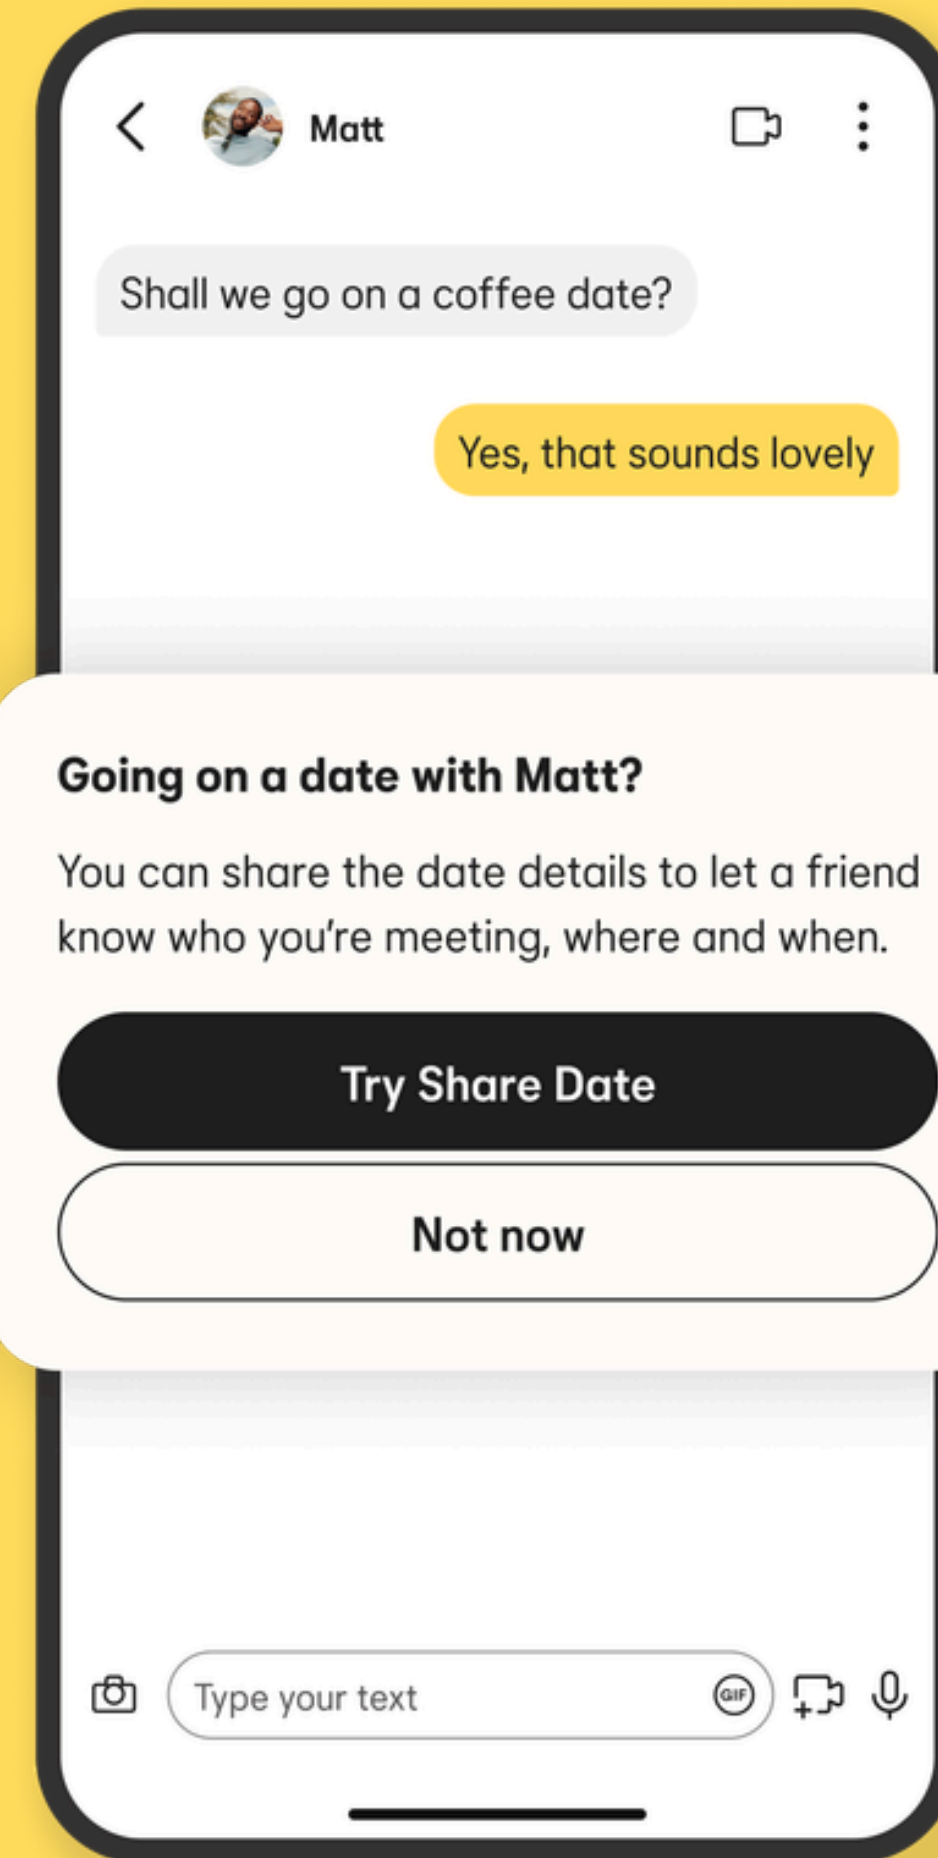 Matt
Shall we go on a coffee date?
Yes, that sounds lovely
Going on a date with Matt?
You can share the date details to let a friend
know who you're meeting, where and when.
Try Share Date
Not now
Type your text
GIF